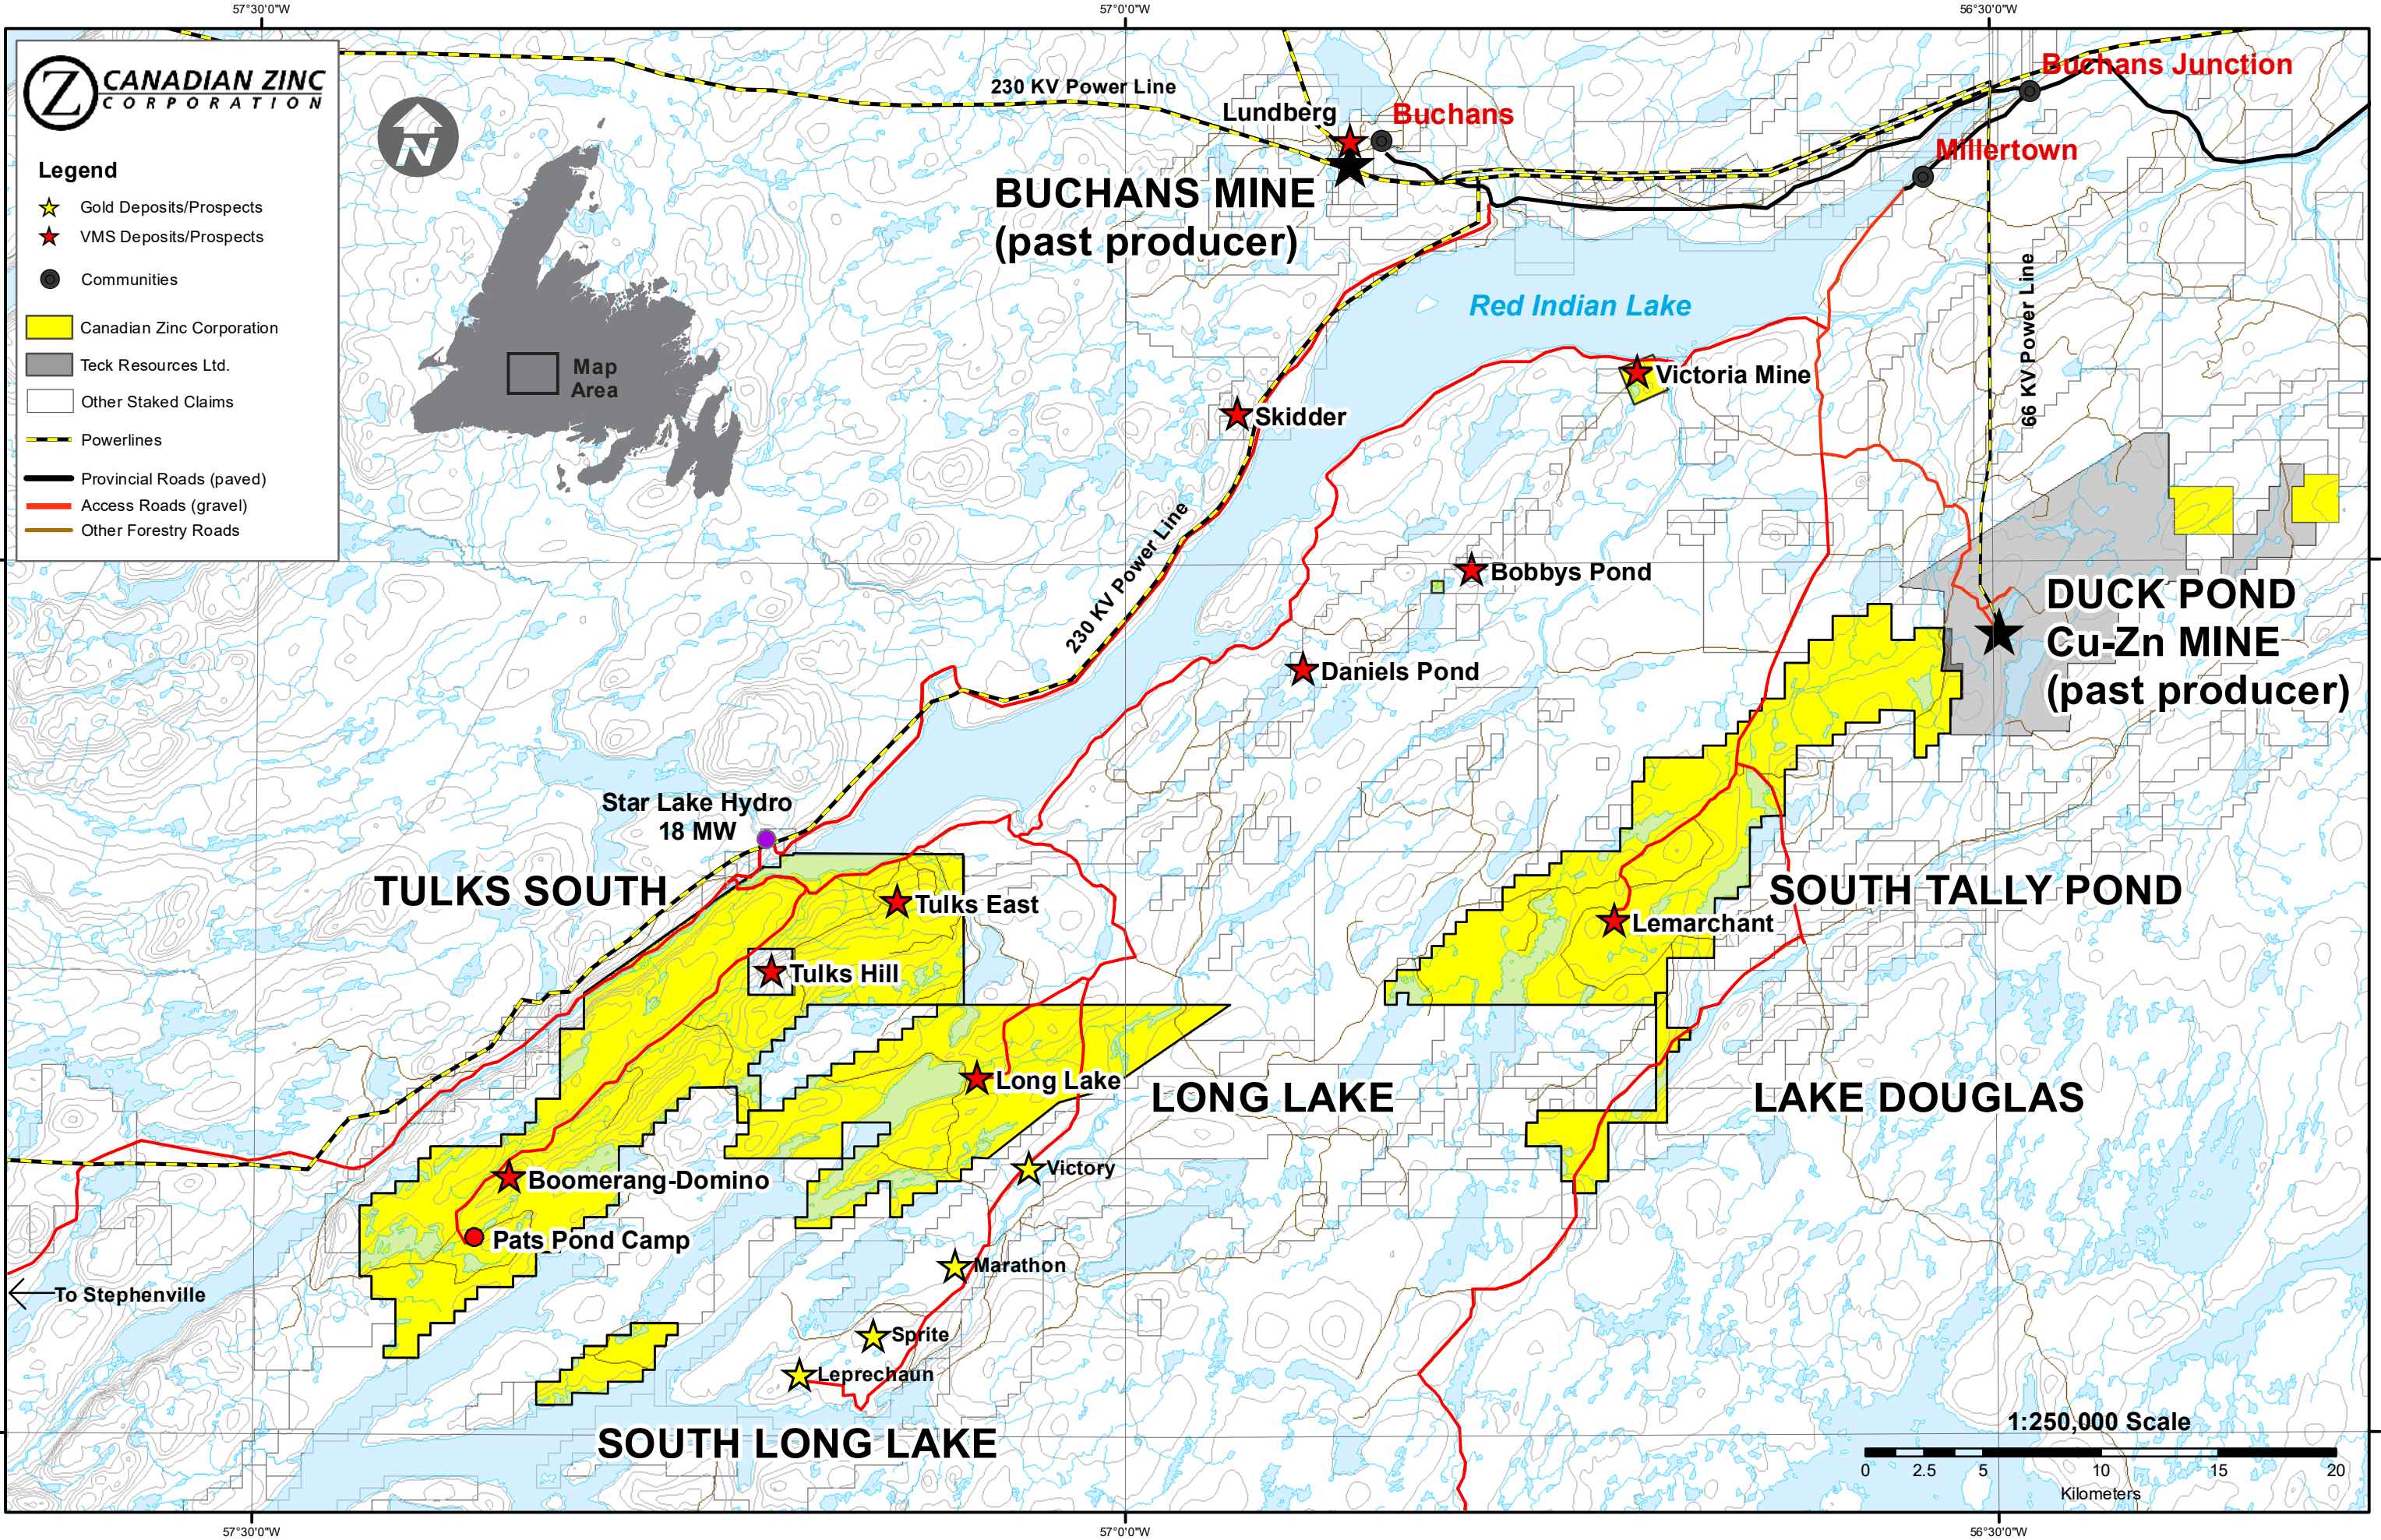 57°30'0"W
57°0'0"W
56°30'0"W
Z
CANADIAN ZINC
CORPORATION
Legend
Gold Deposits/Prospects
VMS Deposits/Prospects
Communities
Canadian Zinc Corporation
Teck Resources Ltd.
Other Staked Claims
Powerlines
Provincial Roads (paved)
Access Roads (gravel)
Other Forestry Roads
N
Map
Area
230 KV Power Line
Lundberg
Buchans
Buchans Junction
Millertown
BUCHANS MINE
(past producer)
Red Indian Lake
66 KV Power Line
Victoria Mine
Skidder
230 KV Power Line
Bobbys Pond
DUCK POND
Cu-Zn MINE
(past producer)
Daniels Pond
Star Lake Hydro
18 MW
TULKS SOUTH
Tulks East
SOUTH TALLY POND
Lemarchant
Tulks Hill
Long Lake
LONG LAKE
LAKE DOUGLAS
Victory
Boomerang-Domino
Pats Pond Camp
Marathon
To Stephenville
Sprite
Leprechaun
SOUTH LONG LAKE
1:250,000 Scale
0
2.5
5
10
15
20
Kilometers
57°30'0"W
57°0'0"W
56°30'0"W